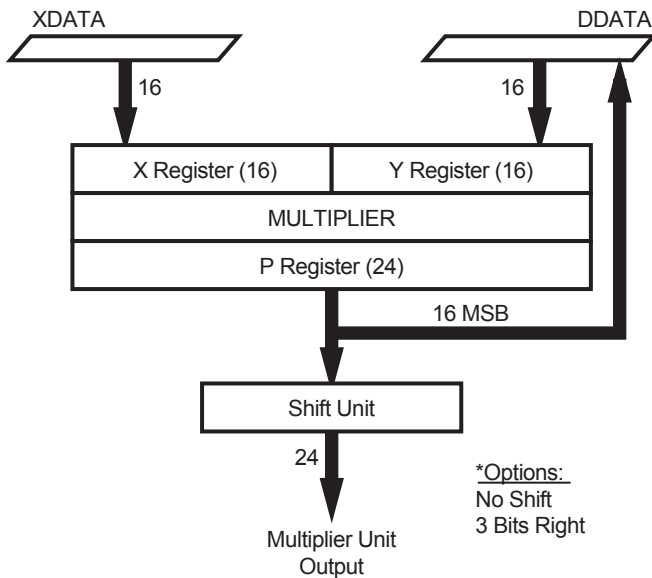 XDATA
DDATA
16
16
X Register (16)
Y Register (16)
MULTIPLIER
P Register (24)
16 MSB
Shift Unit
24
*Options:
No Shift
3 Bits Right
Multiplier Unit
Output